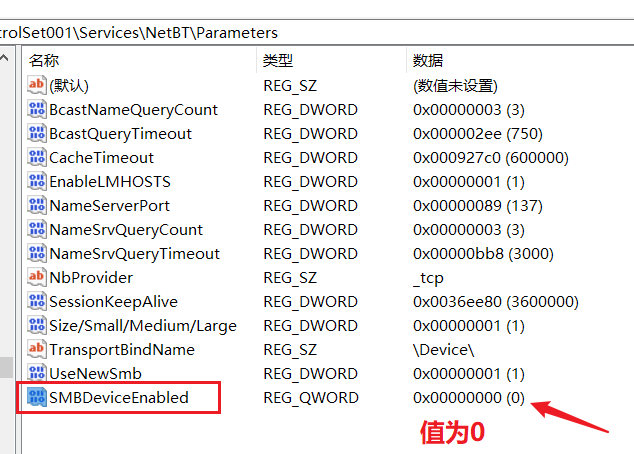 trolSet001\Services\NetBT\Parameters
名称 类型 数据
(默认) REG_SZ (数值未设置)
BcastNameQueryCount REG_DWORD 0x00000003 (3)
BcastQueryTimeout REG_DWORD 0x000002ee (750)
CacheTimeout REG_DWORD 0x000927c0 (600000)
EnableLMHOSTS REG_DWORD 0x00000001 (1)
NameServerPort REG_DWORD 0x00000089 (137)
NameSrvQueryCount REG_DWORD 0x00000003 (3)
NameSrvQueryTimeout REG_DWORD 0x00000bb8 (3000)
NbProvider REG_SZ _tcp
SessionKeepAlive REG_DWORD 0x0036ee80 (3600000)
Size/Small/Medium/Large REG_DWORD 0x00000001 (1)
TransportBindName REG_SZ \Device\
UseNewSmb REG_DWORD 0x00000001 (1)
SMBDeviceEnabled REG_QWORD 0x00000000 (0)
值为0